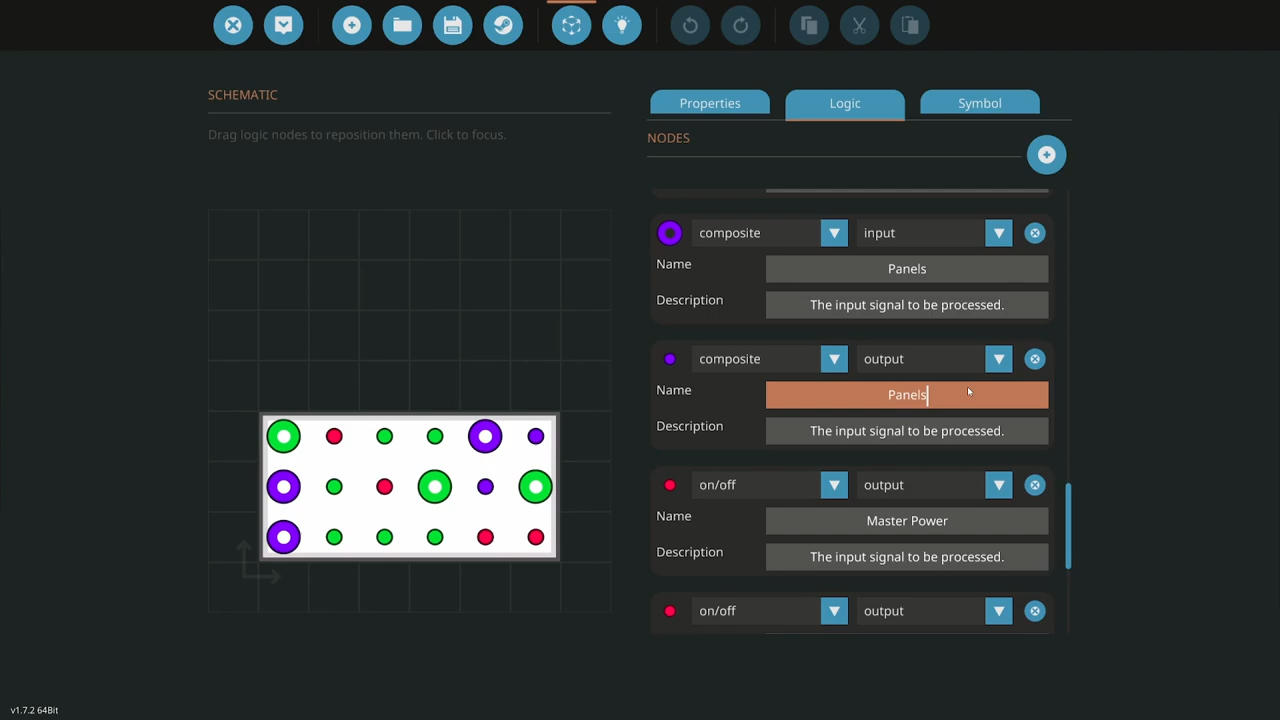 SCHEMATIC
Drag logic nodes to reposition them. Click to focus.
Properties
Logic
Symbol
NODES
composite
input
Name
Panels
Description
The input signal to be processed.
composite
output
Name
Panels
Description
The input signal to be processed.
on/off
output
Name
Master Power
Description
The input signal to be processed.
on/off
output
v1.7.2 64Bit